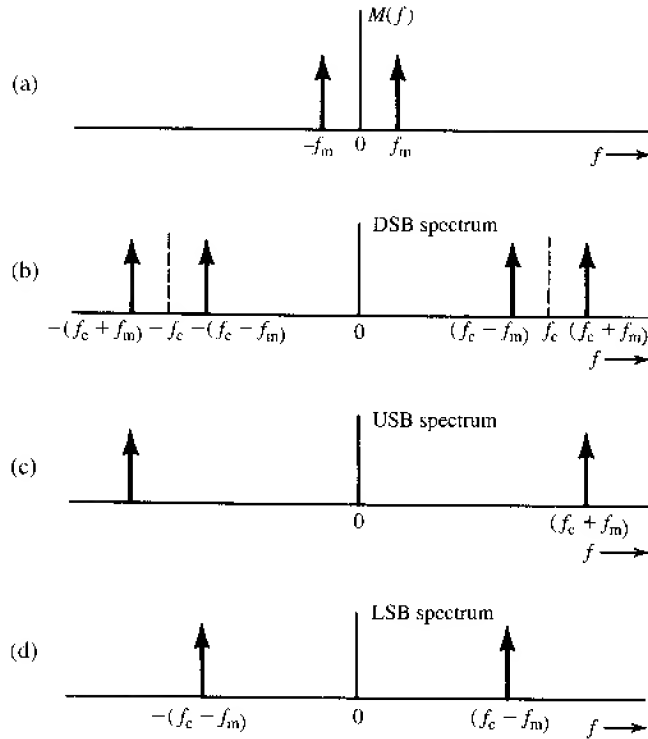 M(f)
(a)
−fm 0 fm
f
DSB spectrum
(b)
−(fc + fm) −fc −(fc − fm) 0 (fc − fm) fc (fc + fm)
f
USB spectrum
(c)
0 (fc + fm)
f
LSB spectrum
(d)
−(fc − fm) 0 (fc − fm)
f